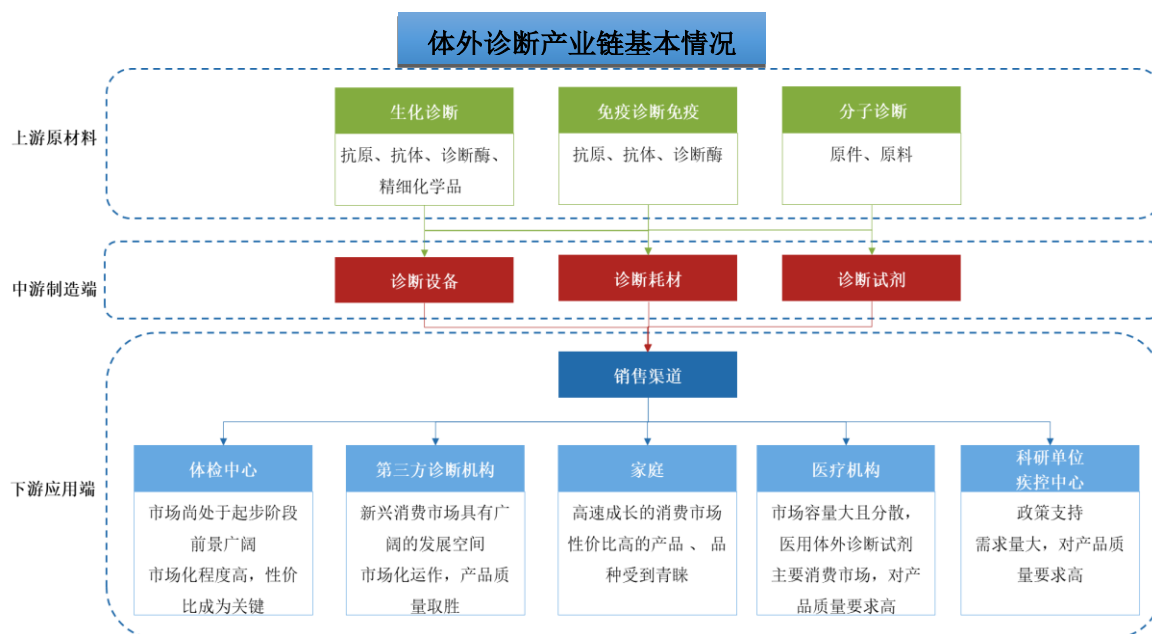 体外诊断产业链基本情况
上游原材料
生化诊断
抗原、抗体、诊断酶、
精细化学品
免疫诊断免疫
抗原、抗体、诊断酶
分子诊断
原件、原料
中游制造端
诊断设备
诊断耗材
诊断试剂
下游应用端
销售渠道
体检中心
市场尚处于起步阶段
前景广阔
市场化程度高，性价
比成为关键
第三方诊断机构
新兴消费市场具有广
阔的发展空间
市场化运作，产品质
量取胜
家庭
高速成长的消费市场
性价比高的产品 、 品
种受到青睐
医疗机构
市场容量大且分散，
医用体外诊断试剂
主要消费市场，对产
品质量要求高
科研单位
疾控中心
政策支持
需求量大，对产品质
量要求高